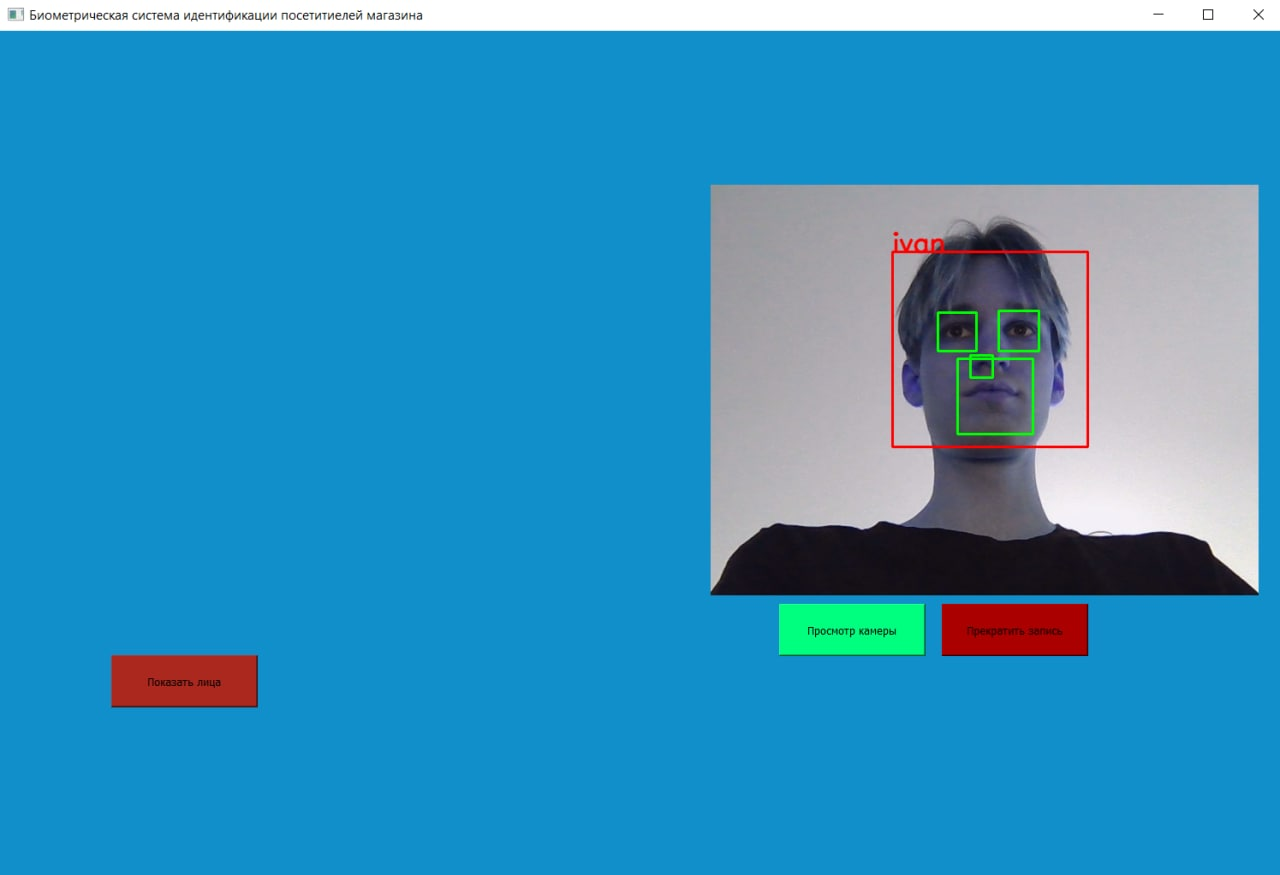 Биометрическая система идентификации посетитиелей магазина
ivan
Просмотр камеры
Прекратить запись
Показать лица